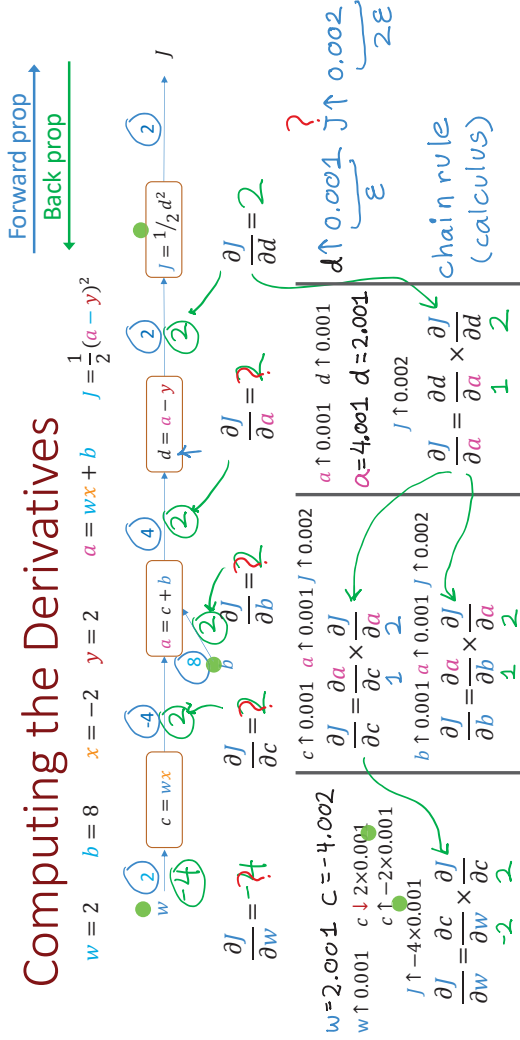 Computing the Derivatives
Forward prop
Back prop
w = 2 b = 8 x = −2 y = 2 a = wx + b J = 1/2 (a − y)²
2 -4 4 2 2
w c = wx a = c + b d = a − y J = 1/2 d² J
-4 2 2 2
8 2
b
∂J/∂w = -4 ? ∂J/∂c = 2 ? ∂J/∂b = 2 ? ∂J/∂a = 2 ? ∂J/∂d = 2
w=2.001 c=-4.002
w ↑ 0.001 c ↓ 2×0.001
c ↑ −2×0.001
J ↑ −4×0.001
∂J/∂w = ∂c/∂w × ∂J/∂c
-2 2
c ↑ 0.001 a ↑ 0.001 J ↑ 0.002
∂J/∂c = ∂a/∂c × ∂J/∂a
1 2
b ↑ 0.001 a ↑ 0.001 J ↑ 0.002
∂J/∂b = ∂a/∂b × ∂J/∂a
1 2
a ↑ 0.001 d ↑ 0.001
a=4.001 d=2.001
J ↑ 0.002
∂J/∂a = ∂d/∂a × ∂J/∂d
1 2
d↑ 0.001 J↑ 0.002
?
ε 2ε
chain rule
(calculus)